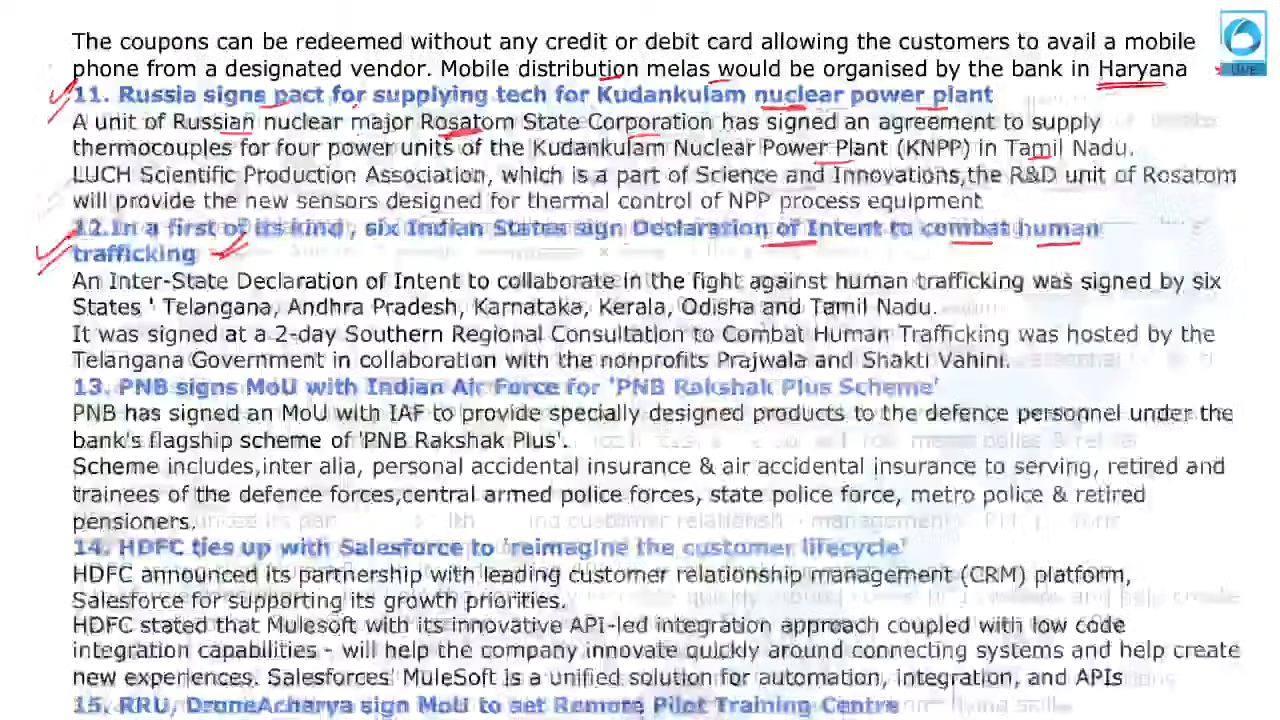 The coupons can be redeemed without any credit or debit card allowing the customers to avail a mobile
phone from a designated vendor. Mobile distribution melas would be organised by the bank in Haryana
11. Russia signs pact for supplying tech for Kudankulam nuclear power plant
A unit of Russian nuclear major Rosatom State Corporation has signed an agreement to supply
thermocouples for four power units of the Kudankulam Nuclear Power Plant (KNPP) in Tamil Nadu.
LUCH Scientific Production Association, which is a part of Science and Innovations,the R&D unit of Rosatom
will provide the new sensors designed for thermal control of NPP process equipment
12.In a first of its kind, six Indian States sign Declaration of Intent to combat human
trafficking
An Inter-State Declaration of Intent to collaborate in the fight against human trafficking was signed by six
States ' Telangana, Andhra Pradesh, Karnataka, Kerala, Odisha and Tamil Nadu.
It was signed at a 2-day Southern Regional Consultation to Combat Human Trafficking was hosted by the
Telangana Government in collaboration with the nonprofits Prajwala and Shakti Vahini.
13. PNB signs MoU with Indian Air Force for 'PNB Rakshak Plus Scheme'
PNB has signed an MoU with IAF to provide specially designed products to the defence personnel under the
bank's flagship scheme of 'PNB Rakshak Plus'.
Scheme includes,inter alia, personal accidental insurance & air accidental insurance to serving, retired and
trainees of the defence forces,central armed police forces, state police force, metro police & retired
pensioners.
14. HDFC ties up with Salesforce to 'reimagine the customer lifecycle'
HDFC announced its partnership with leading customer relationship management (CRM) platform,
Salesforce for supporting its growth priorities.
HDFC stated that Mulesoft with its innovative API-led integration approach coupled with low code
integration capabilities - will help the company innovate quickly around connecting systems and help create
new experiences. Salesforces' MuleSoft is a unified solution for automation, integration, and APIs
15. RRU, DroneAcharya sign MoU to set Remote Pilot Training Centre